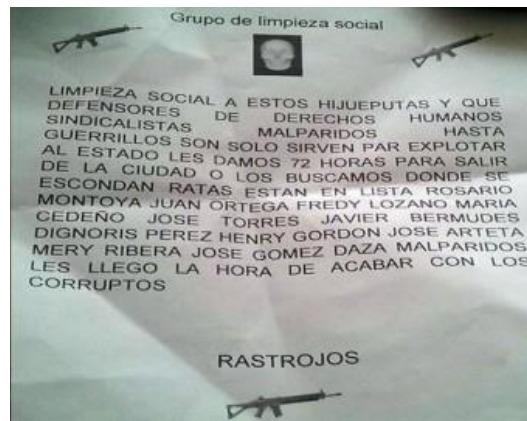 Grupo de limpieza social
LIMPIEZA SOCIAL A ESTOS HIJUEPUTAS Y QUE
DEFENSORES DE DERECHOS HUMANOS
SINDICALISTAS MALPARIDOS HASTA
GUERRILLOS SON SOLO SIRVEN PAR EXPLOTAR
AL ESTADO LES DAMOS 72 HORAS PARA SALIR
DE LA CIUDAD O LOS BUSCAMOS DONDE SE
ESCONDAN RATAS ESTAN EN LISTA ROSARIO
MONTOYA JUAN ORTEGA FREDY LOZANO MARIA
CEDEÑO JOSE TORRES JAVIER BERMUDES
DIGNORIS PEREZ HENRY GORDON JOSE ARTETA
MERY RIBERA JOSE GOMEZ DAZA MALPARIDOS
LES LLEGO LA HORA DE ACABAR CON LOS
CORRUPTOS
RASTROJOS